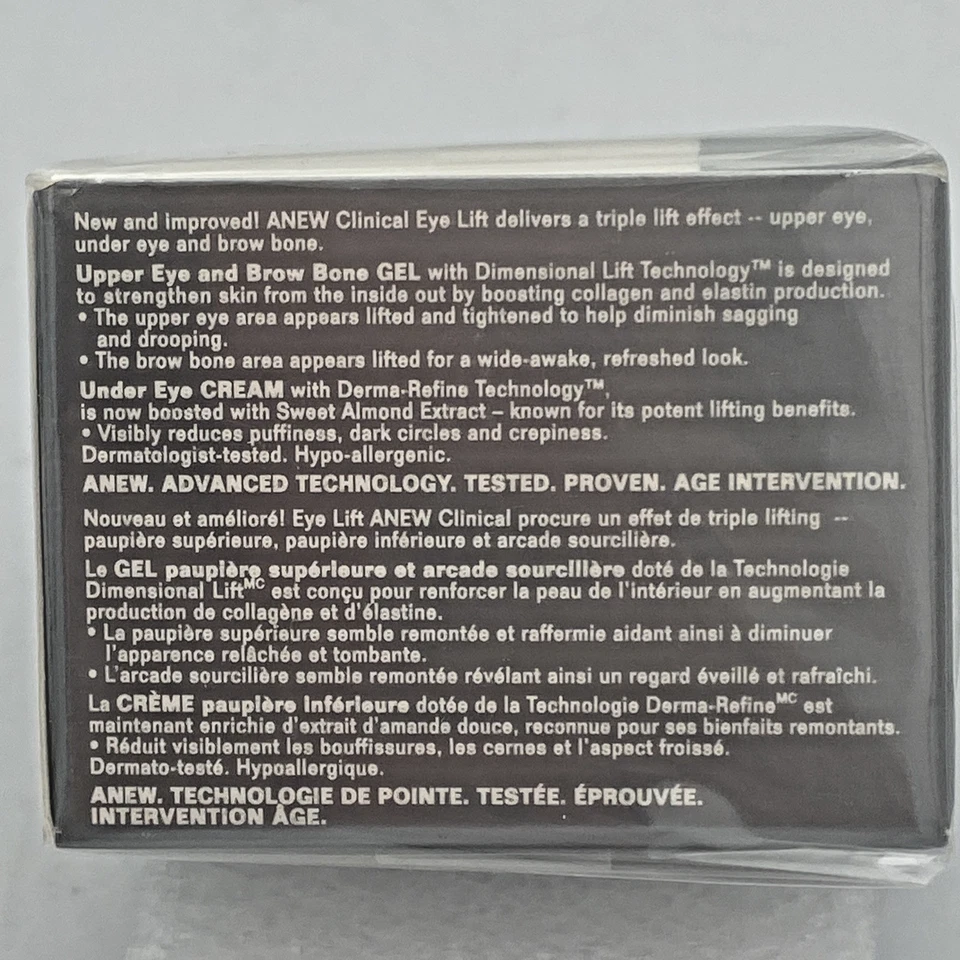 New and improved! ANEW Clinical Eye Lift delivers a triple lift effect -- upper eye,
under eye and brow bone.
Upper Eye and Brow Bone GEL with Dimensional Lift Technology™ is designed
to strengthen skin from the inside out by boosting collagen and elastin production.
• The upper eye area appears lifted and tightened to help diminish sagging
and drooping.
• The brow bone area appears lifted for a wide-awake, refreshed look.
Under Eye CREAM with Derma-Refine Technology™,
is now boosted with Sweet Almond Extract – known for its potent lifting benefits.
• Visibly reduces puffiness, dark circles and crepiness.
Dermatologist-tested. Hypo-allergenic.
ANEW. ADVANCED TECHNOLOGY. TESTED. PROVEN. AGE INTERVENTION.
Nouveau et amélioré! Eye Lift ANEW Clinical procure un effet de triple lifting --
paupière supérieure, paupière inférieure et arcade sourcilière.
Le GEL paupière supérieure et arcade sourcilière doté de la Technologie
Dimensional Lift^MC est conçu pour renforcer la peau de l'intérieur en augmentant la
production de collagène et d'élastine.
• La paupière supérieure semble remontée et raffermie aidant ainsi à diminuer
l'apparence relâchée et tombante.
• L'arcade sourcilière semble remontée révélant ainsi un regard éveillé et rafraîchi.
La CRÈME paupière inférieure dotée de la Technologie Derma-Refine^MC est
maintenant enrichie d'extrait d'amande douce, reconnue pour ses bienfaits remontants.
• Réduit visiblement les bouffissures, les cernes et l'aspect froissé.
Dermato-testé. Hypoallergique.
ANEW. TECHNOLOGIE DE POINTE. TESTÉE. ÉPROUVÉE.
INTERVENTION ÂGE.